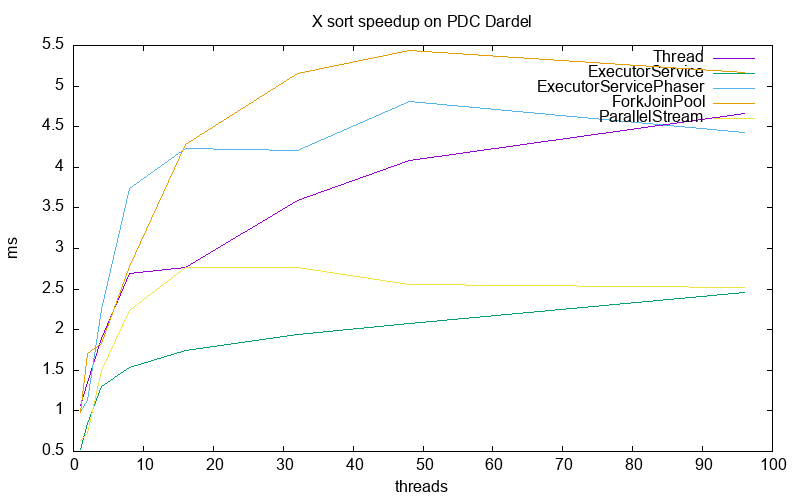 X sort speedup on PDC Dardel
5.5
5
4.5
4
3.5
3
2.5
2
1.5
1
0.5
ms
Thread
ExecutorService
ExecutorServicePhaser
ForkJoinPool
ParallelStream
0 10 20 30 40 50 60 70 80 90 100
threads